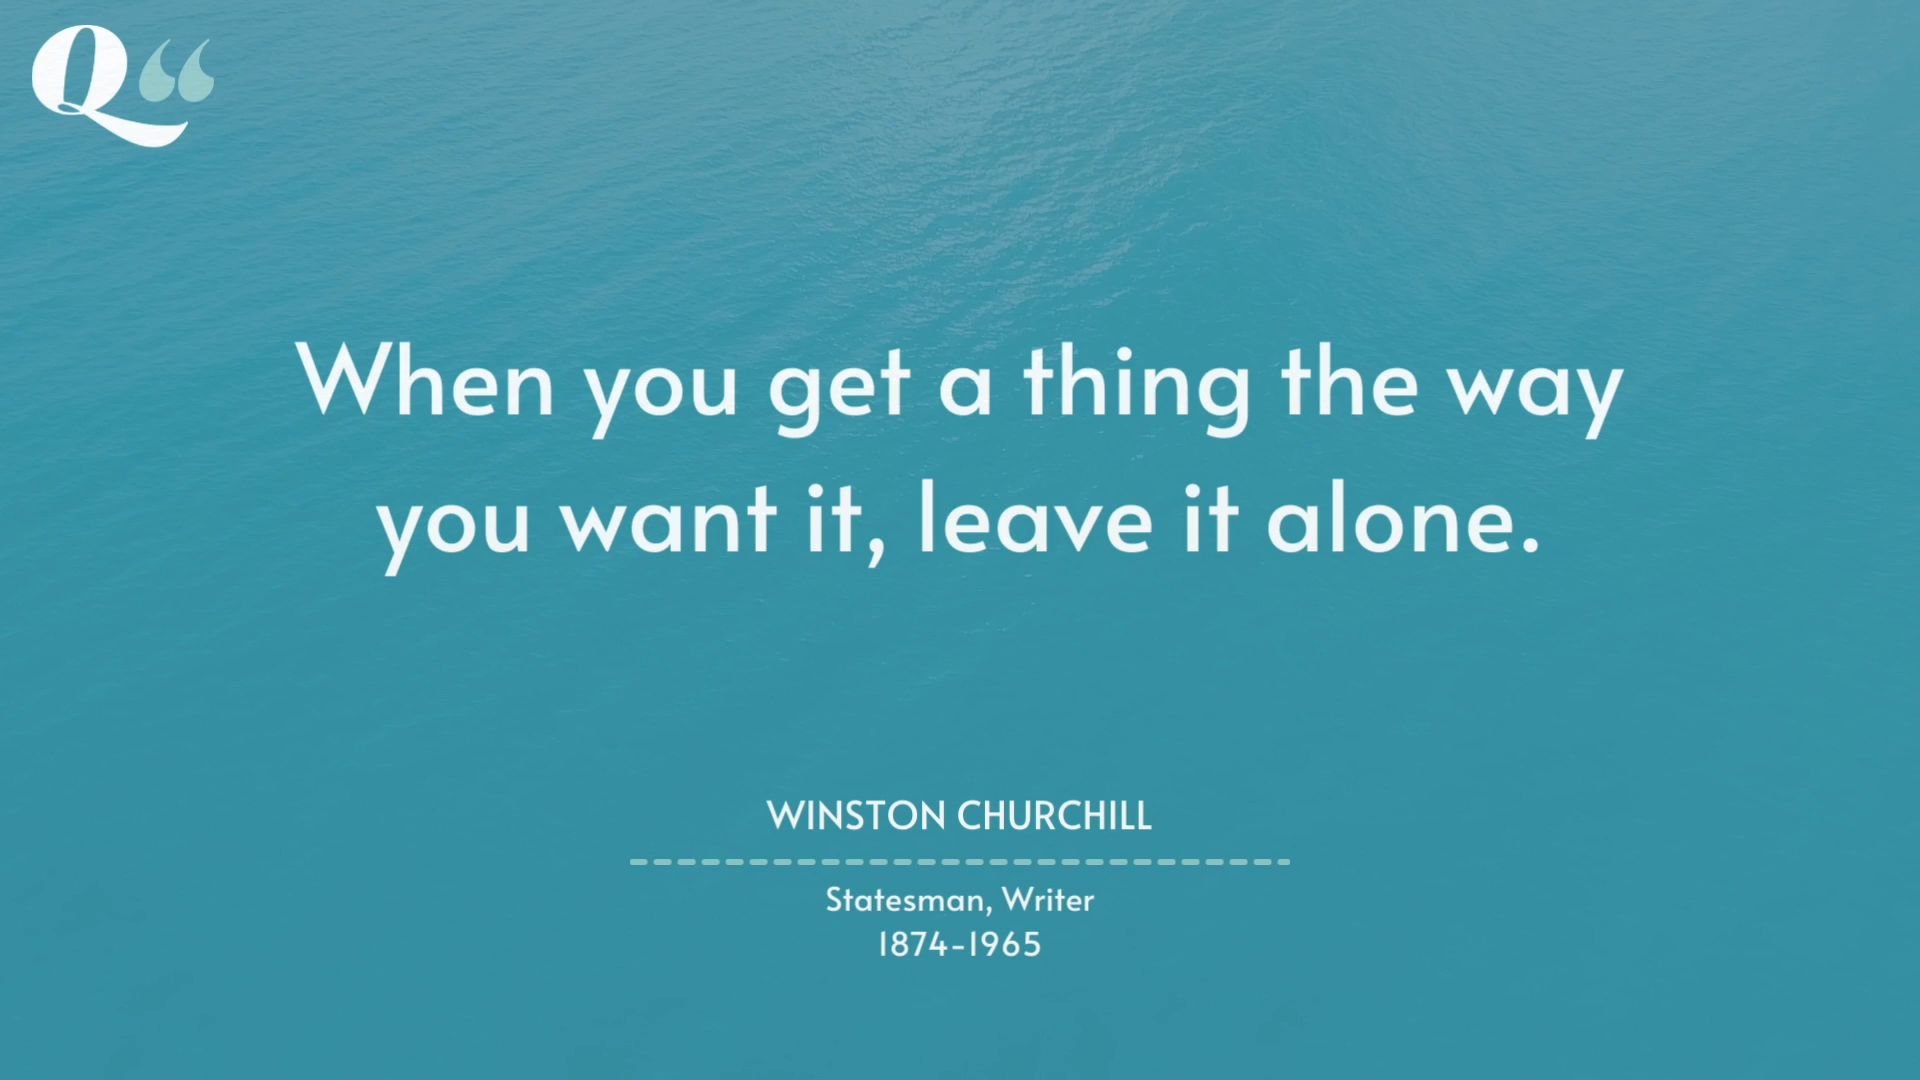 Q“
When you get a thing the way
you want it, leave it alone.
WINSTON CHURCHILL
Statesman, Writer
1874-1965